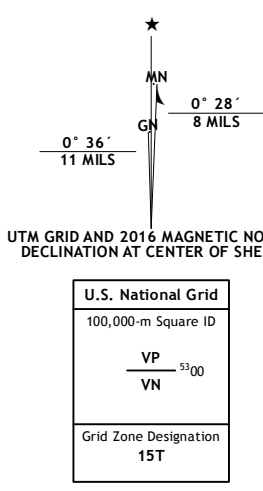 ★
MN
0° 28´
8 MILS
GN
0° 36´
11 MILS
UTM GRID AND 2016 MAGNETIC NO
DECLINATION AT CENTER OF SHE
U.S. National Grid
100,000-m Square ID
VP
5300
VN
Grid Zone Designation
15T